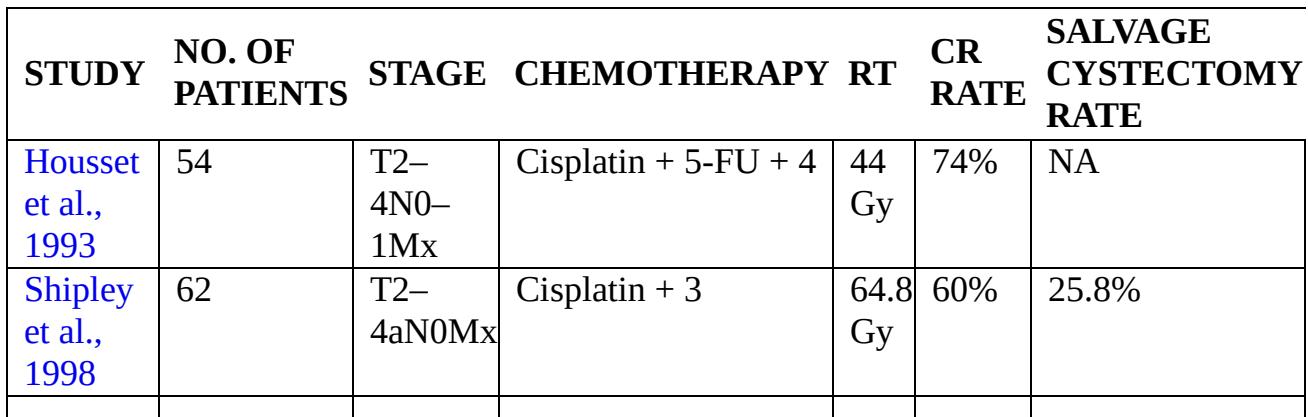 STUDY
NO. OF
PATIENTS
STAGE
CHEMOTHERAPY
RT
CR
RATE
SALVAGE
CYSTECTOMY
RATE
Housset
et al.,
1993
54
T2–
4N0–
1Mx
Cisplatin + 5-FU + 4
44
Gy
74%
NA
Shipley
et al.,
1998
62
T2–
4aN0Mx
Cisplatin + 3
64.8
Gy
60%
25.8%